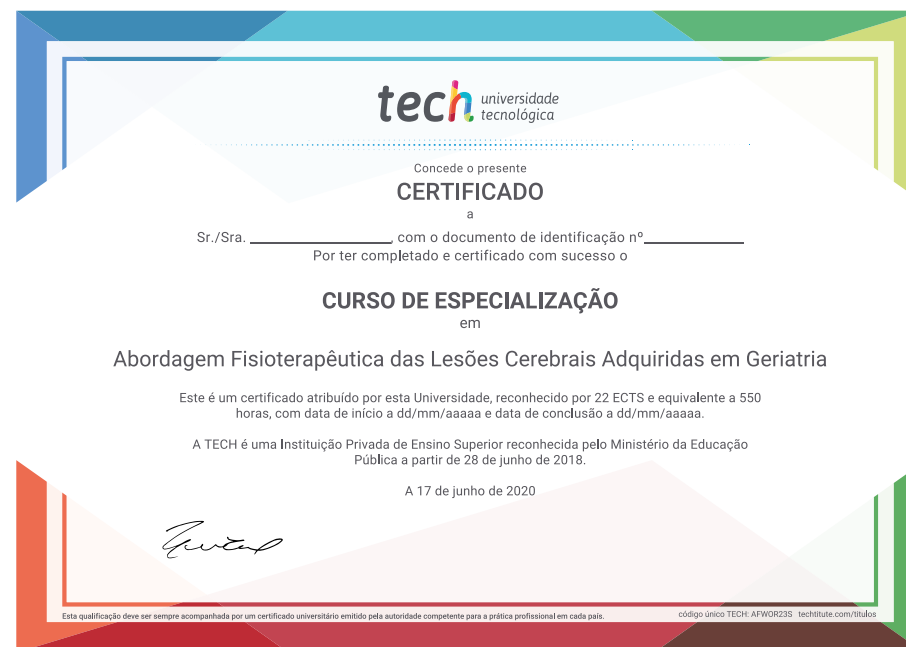 tech universidade
tecnológica
Concede o presente
CERTIFICADO
a
Sr./Sra. ______________, com o documento de identificação nº__________
Por ter completado e certificado com sucesso o
CURSO DE ESPECIALIZAÇÃO
em
Abordagem Fisioterapêutica das Lesões Cerebrais Adquiridas em Geriatria
Este é um certificado atribuído por esta Universidade, reconhecido por 22 ECTS e equivalente a 550
horas, com data de início a dd/mm/aaaaa e data de conclusão a dd/mm/aaaaa.
A TECH é uma Instituição Privada de Ensino Superior reconhecida pelo Ministério da Educação
Pública a partir de 28 de junho de 2018.
A 17 de junho de 2020
Esta qualificação deve ser sempre acompanhada por um certificado universitário emitido pela autoridade competente para a prática profissional em cada país.
código único TECH: AFWOR23S techtitute.com/titulos